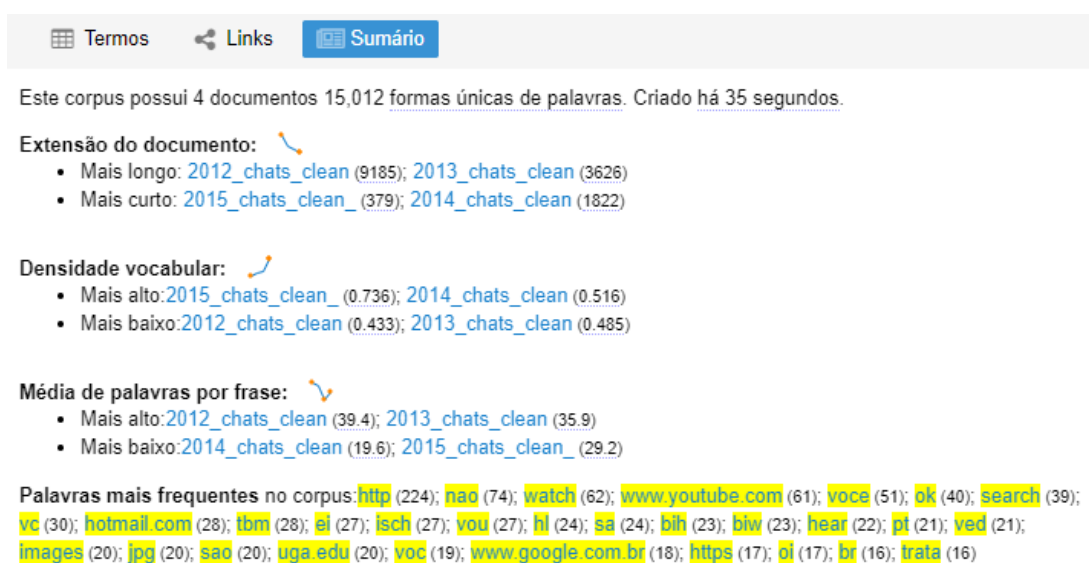 Termos Links Sumário
Este corpus possui 4 documentos 15,012 formas únicas de palavras. Criado há 35 segundos.
Extensão do documento:
• Mais longo: 2012_chats_clean (9185); 2013_chats_clean (3626)
• Mais curto: 2015_chats_clean_ (379); 2014_chats_clean (1822)
Densidade vocabular:
• Mais alto:2015_chats_clean_ (0.736); 2014_chats_clean (0.516)
• Mais baixo:2012_chats_clean (0.433); 2013_chats_clean (0.485)
Média de palavras por frase:
• Mais alto:2012_chats_clean (39.4); 2013_chats_clean (35.9)
• Mais baixo:2014_chats_clean (19.6); 2015_chats_clean_ (29.2)
Palavras mais frequentes no corpus:http (224); nao (74); watch (62); www.youtube.com (61); voce (51); ok (40); search (39);
vc (30); hotmail.com (28); tbm (28); ei (27); isch (27); vou (27); hl (24); sa (24); bih (23); biw (23); hear (22); pt (21); ved (21);
images (20); jpg (20); sao (20); uga.edu (20); voc (19); www.google.com.br (18); https (17); oi (17); br (16); trata (16)